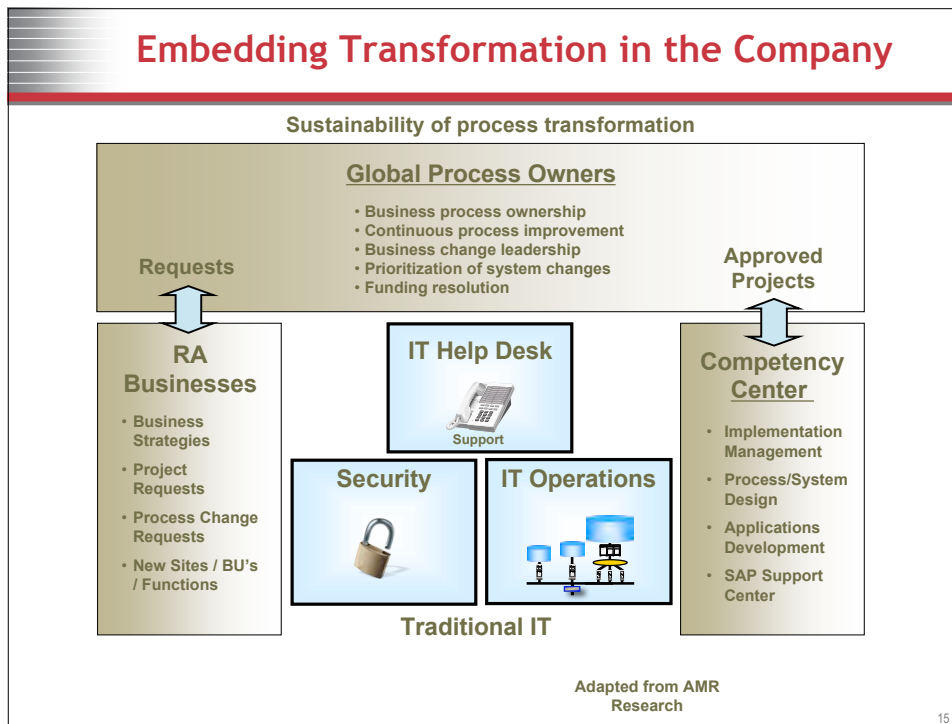 Embedding Transformation in the Company
Sustainability of process transformation
Global Process Owners
• Business process ownership
• Continuous process improvement
• Business change leadership
• Prioritization of system changes
• Funding resolution
Requests
Approved
Projects
RA
Businesses
• Business
Strategies
• Project
Requests
• Process Change
Requests
• New Sites / BU's
/ Functions
IT Help Desk
Support
Security
IT Operations
Traditional IT
Competency
Center
• Implementation
Management
• Process/System
Design
• Applications
Development
• SAP Support
Center
Adapted from AMR
Research
15